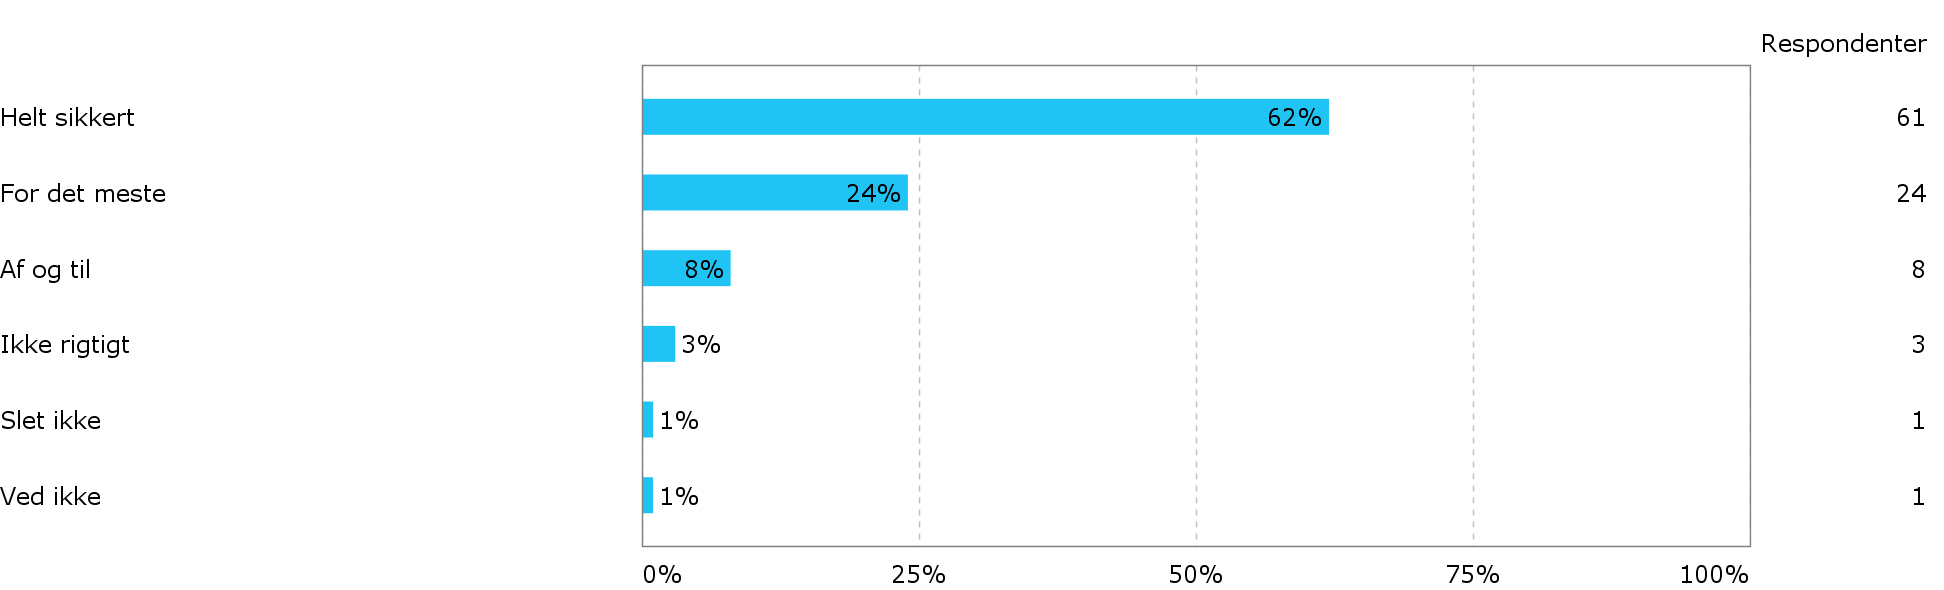 Respondenter
Helt sikkert 62% 61
For det meste 24% 24
Af og til 8% 8
Ikke rigtigt 3% 3
Slet ikke 1% 1
Ved ikke 1% 1
0% 25% 50% 75% 100%